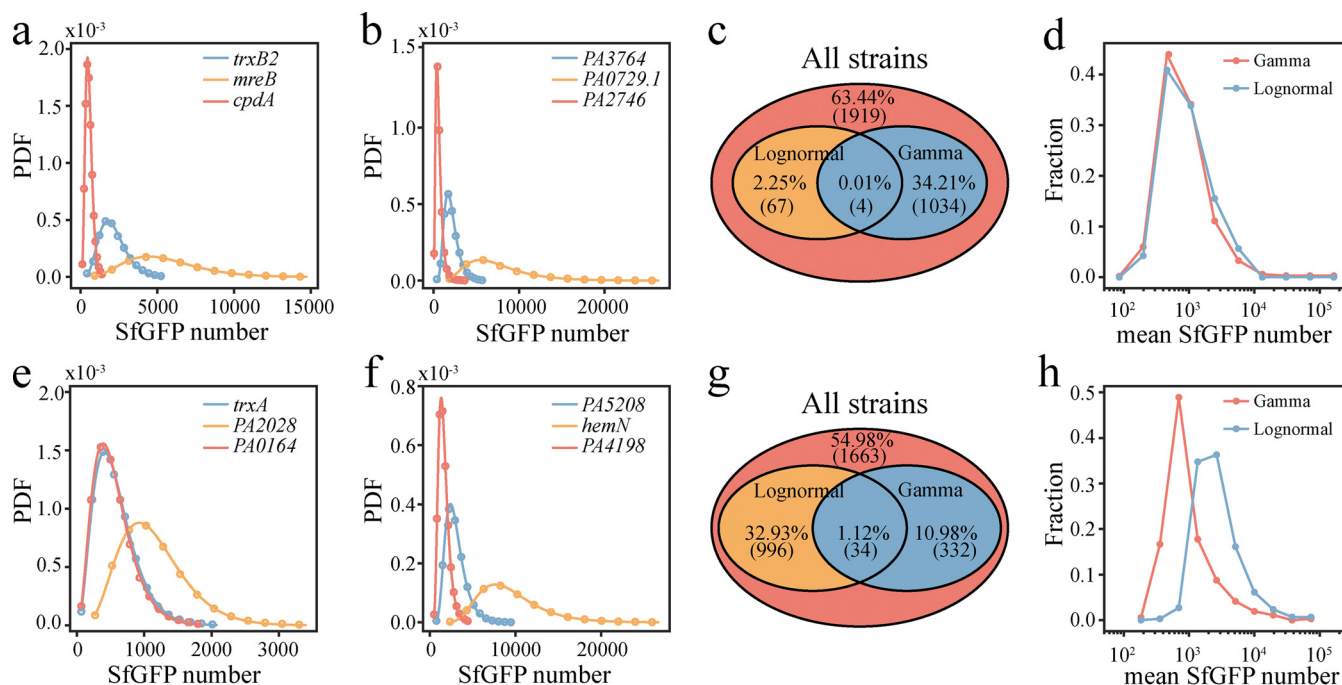 a
x10-3
2.0
1.5
1.0
0.5
0.0
PDF
trxB2
mreB
cpdA
0
5000
10000
15000
SfGFP number
b
x10-3
1.5
1.0
0.5
0.0
PDF
PA3764
PA0729.1
PA2746
0
10000
20000
SfGFP number
c
All strains
63.44%
(1919)
Lognormal
Gamma
2.25%
(67)
0.01%
(4)
34.21%
(1034)
d
0.4
0.3
0.2
0.1
0.0
Fraction
Gamma
Lognormal
10²
10³
10⁴
10⁵
mean SfGFP number
e
x10-3
2.0
1.5
1.0
0.5
0.0
PDF
trxA
PA2028
PA0164
0
1000
2000
3000
SfGFP number
f
x10-3
0.8
0.6
0.4
0.2
0.0
PDF
PA5208
hemN
PA4198
0
10000
20000
SfGFP number
g
All strains
54.98%
(1663)
Lognormal
Gamma
32.93%
(996)
1.12%
(34)
10.98%
(332)
h
0.5
0.4
0.3
0.2
0.1
0.0
Fraction
Gamma
Lognormal
10²
10³
10⁴
10⁵
mean SfGFP number